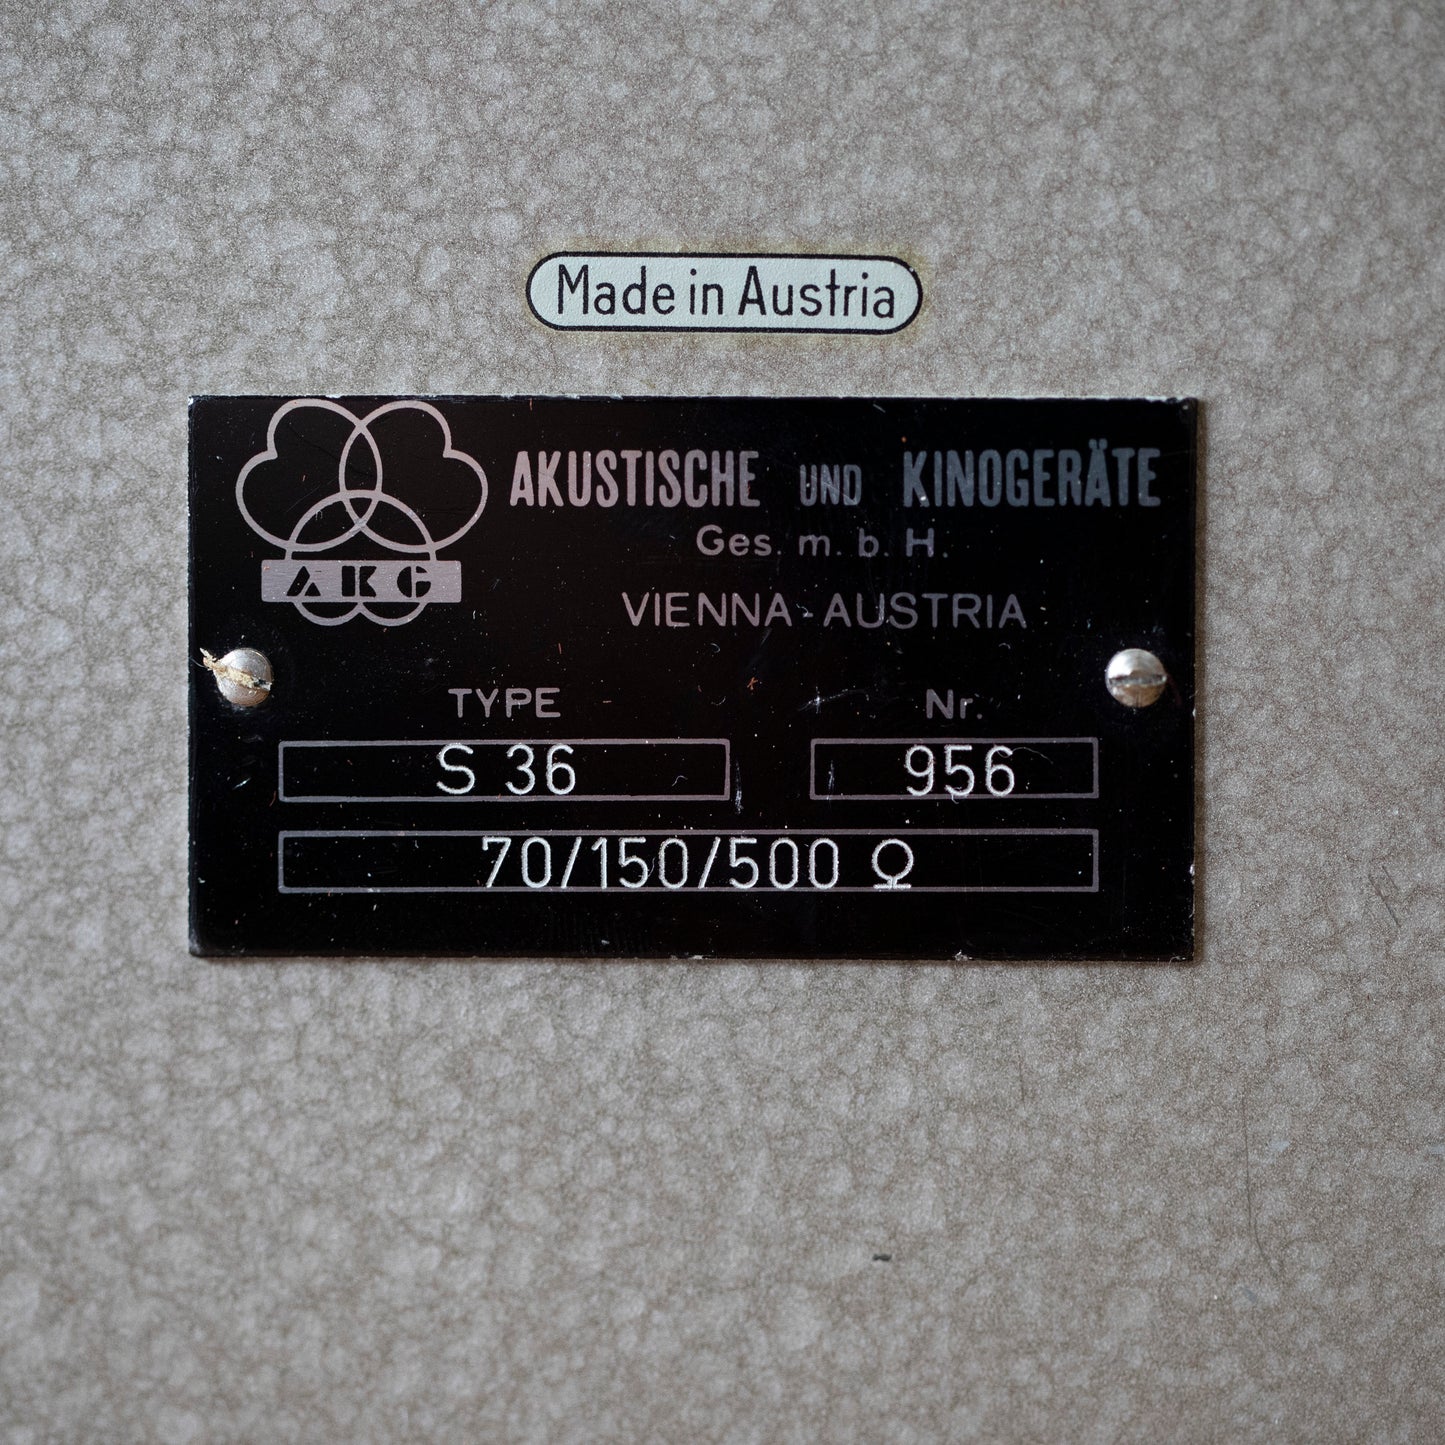 Made in Austria
AKG
AKUSTISCHE UND KINOGERÄTE
Ges. m. b. H.
VIENNA-AUSTRIA
TYPE Nr.
S 36 956
70/150/500 Ω